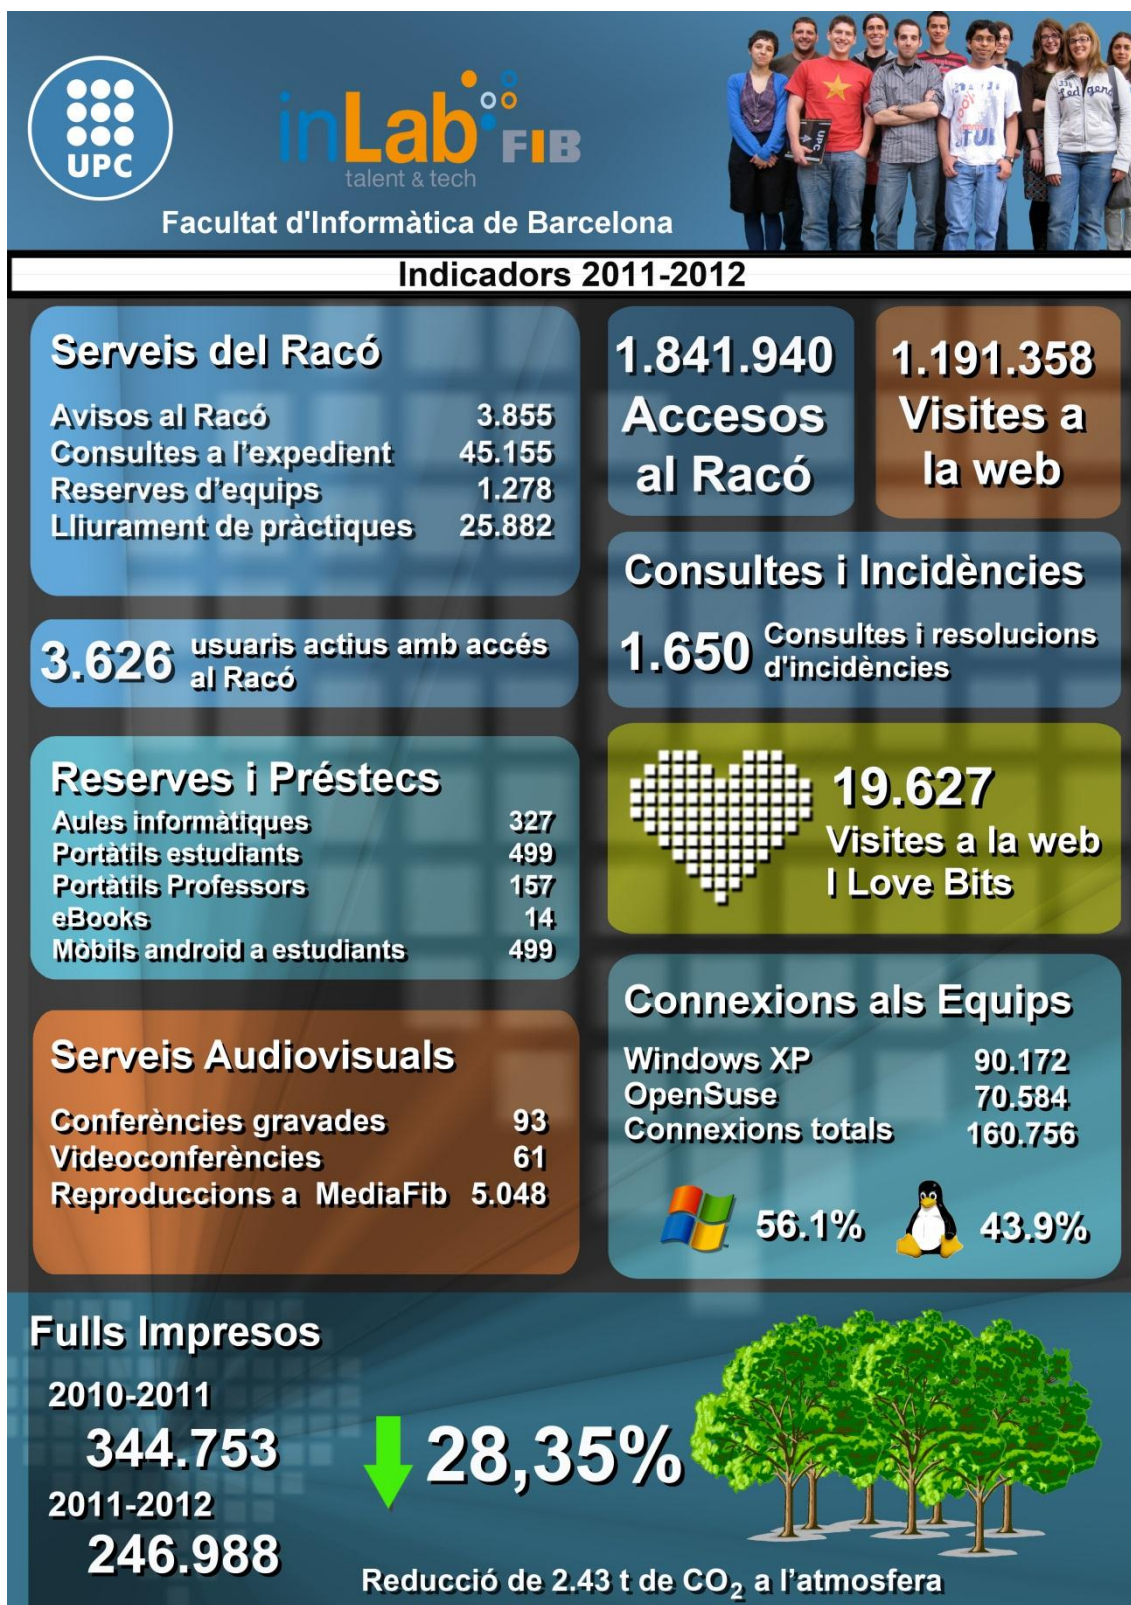 UPC
inLab FIB
talent & tech
Facultat d'Informàtica de Barcelona
Indicadors 2011-2012
Serveis del Racó
Avisos al Racó 3.855
Consultes a l'expedient 45.155
Reserves d'equips 1.278
Lliurament de pràctiques 25.882
1.841.940
Accesos
al Racó
1.191.358
Visites a
la web
3.626 usuaris actius amb accés
al Racó
Consultes i Incidències
1.650 Consultes i resolucions
d'incidències
Reserves i Préstecs
Aules informàtiques 327
Portàtils estudiants 499
Portàtils Professors 157
eBooks 14
Mòbils android a estudiants 499
19.627
Visites a la web
I Love Bits
Serveis Audiovisuals
Conferències gravades 93
Videoconferències 61
Reproduccions a MediaFib 5.048
Connexions als Equips
Windows XP 90.172
OpenSuse 70.584
Connexions totals 160.756
56.1% 43.9%
Fulls Impresos
2010-2011
344.753
2011-2012
246.988
28,35%
Reducció de 2.43 t de CO₂ a l'atmosfera